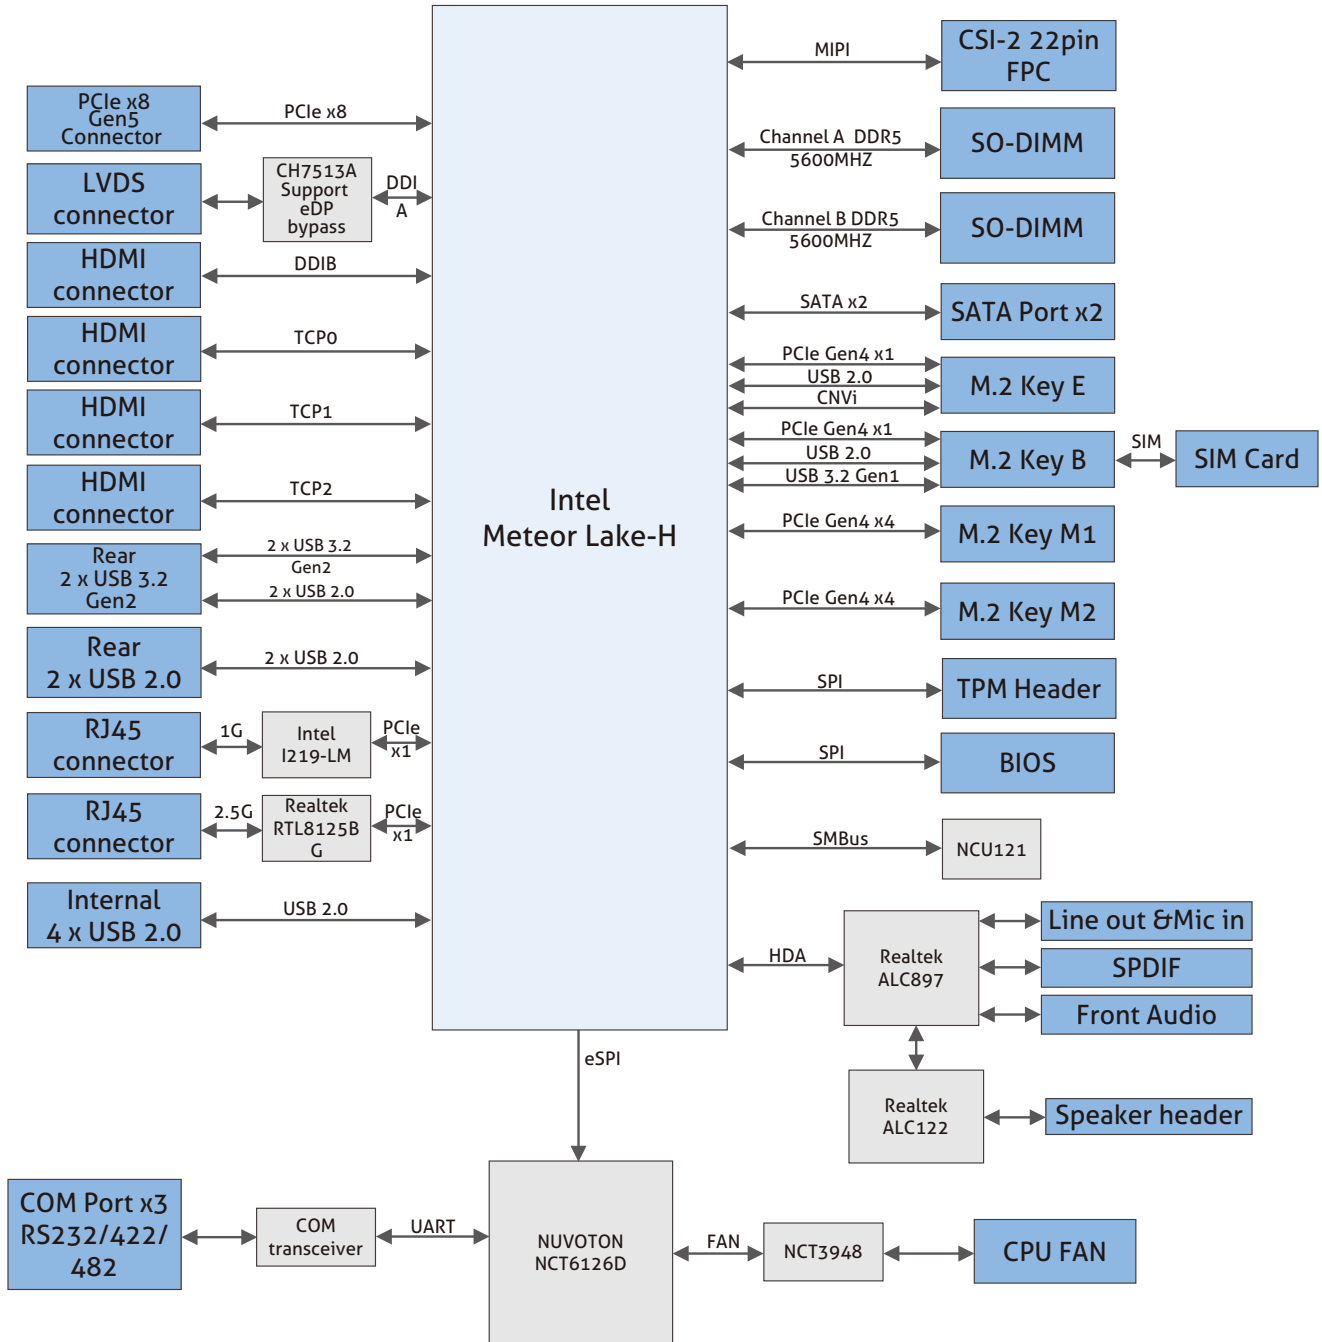 MIPI
CSI-2 22pin
FPC
PCIe x8
Gen5
Connector
PCIe x8
Channel A  DDR5
5600MHZ
SO-DIMM
LVDS
connector
CH7513A
Support
eDP
bypass
DDI
A
Channel B DDR5
5600MHZ
SO-DIMM
HDMI
connector
DDIB
SATA x2
SATA Port x2
HDMI
connector
TCP0
PCIe Gen4 x1
USB 2.0
CNVi
M.2 Key E
HDMI
connector
TCP1
PCIe Gen4 x1
USB 2.0
USB 3.2 Gen1
M.2 Key B
SIM
SIM Card
HDMI
connector
TCP2
Intel
Meteor Lake-H
PCIe Gen4 x4
M.2 Key M1
Rear
2 x USB 3.2
Gen2
2 x USB 3.2
Gen2
2 x USB 2.0
PCIe Gen4 x4
M.2 Key M2
Rear
2 x USB 2.0
2 x USB 2.0
SPI
TPM Header
RJ45
connector
1G
Intel
I219-LM
PCIe
x1
SPI
BIOS
RJ45
connector
2.5G
Realtek
RTL8125B
G
PCIe
x1
SMBus
NCU121
Internal
4 x USB 2.0
USB 2.0
HDA
Realtek
ALC897
Line out &Mic in
SPDIF
Front Audio
eSPI
Realtek
ALC122
Speaker header
COM Port x3
RS232/422/
482
COM
transceiver
UART
NUVOTON
NCT6126D
FAN
NCT3948
CPU FAN